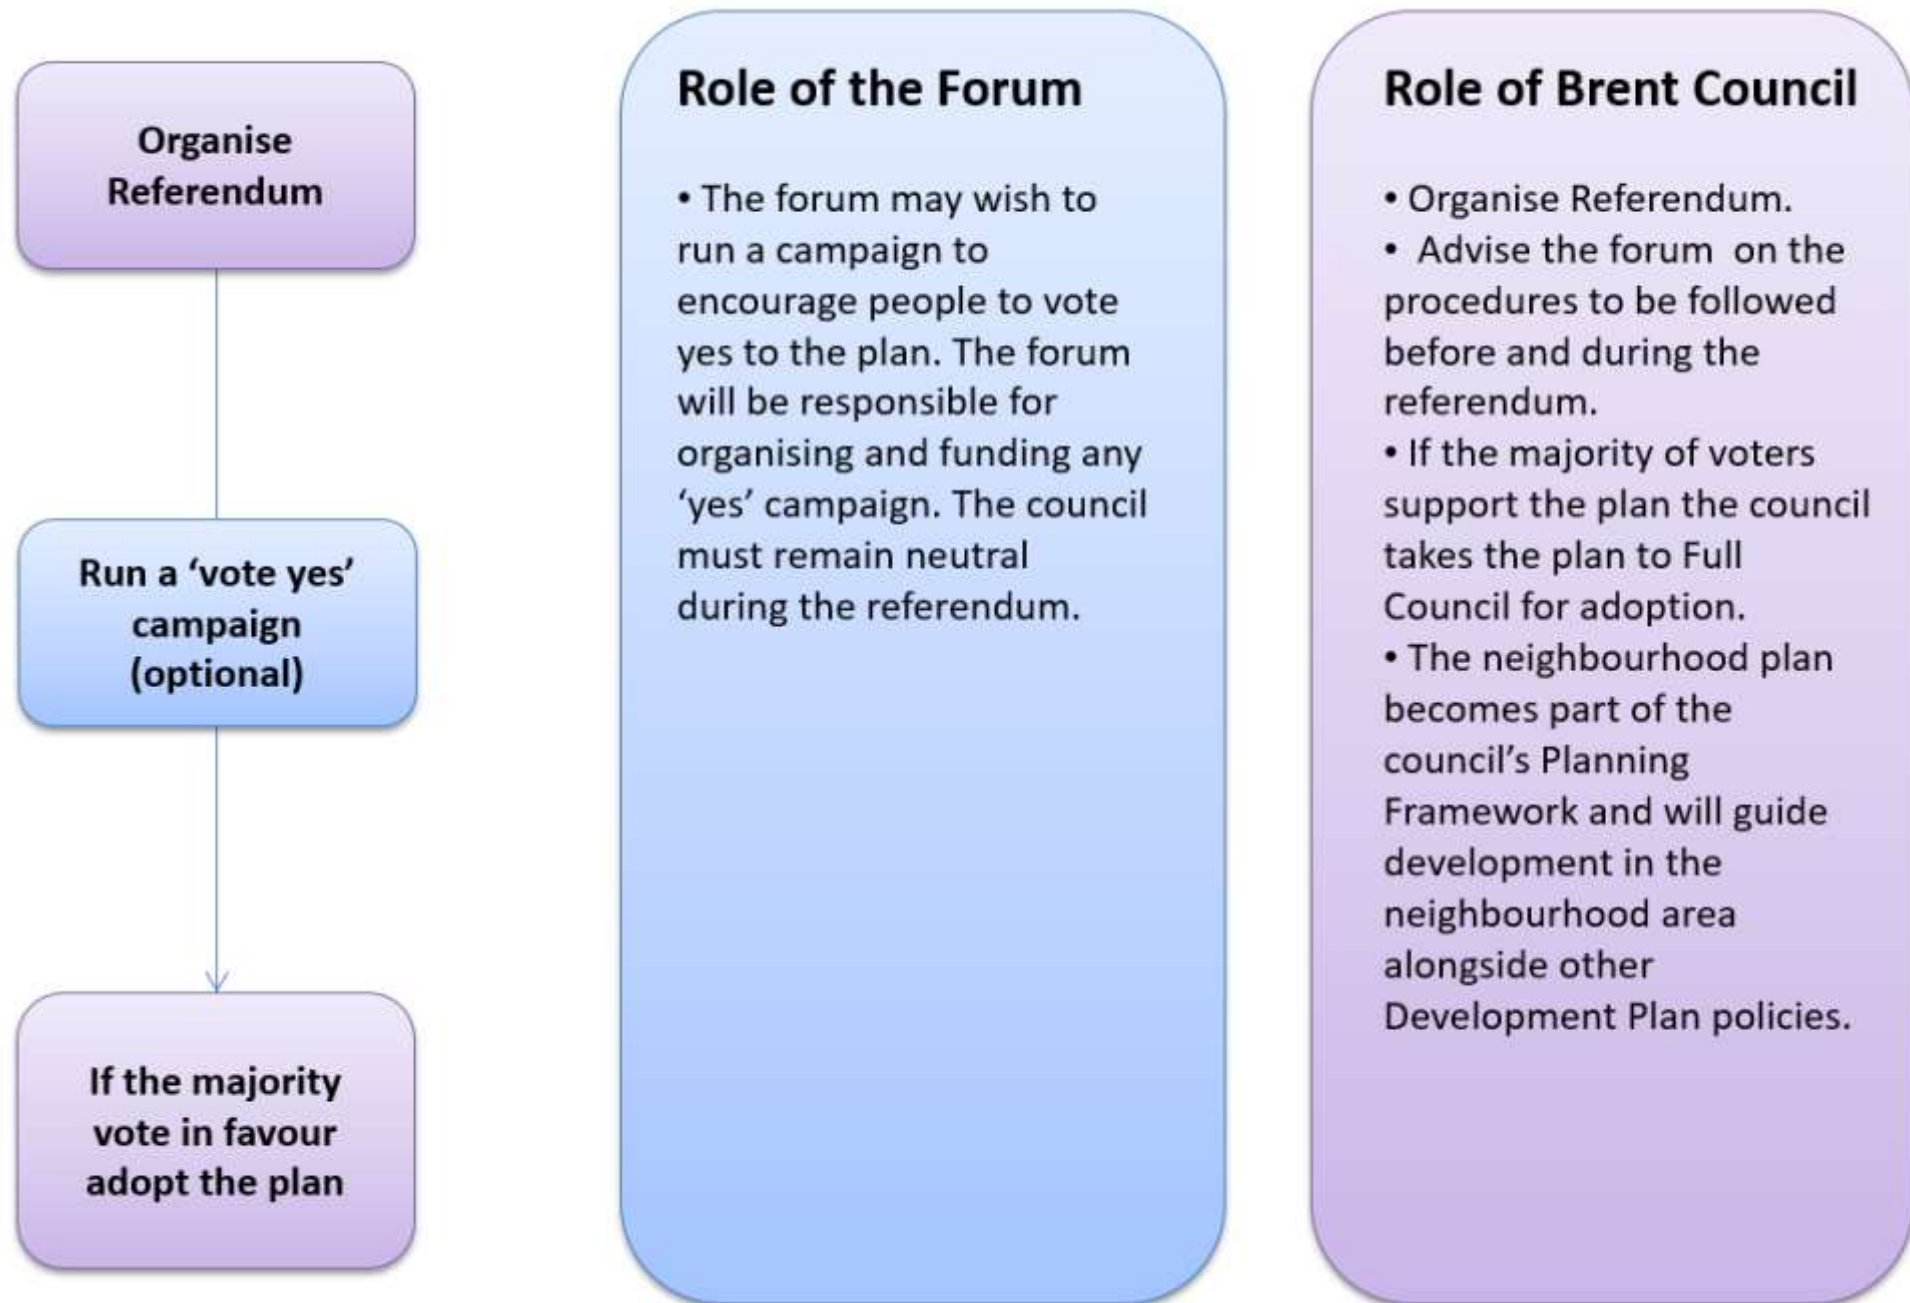 Organise
Referendum
Run a ‘vote yes’
campaign
(optional)
If the majority
vote in favour
adopt the plan
Role of the Forum
• The forum may wish to
run a campaign to
encourage people to vote
yes to the plan. The forum
will be responsible for
organising and funding any
‘yes’ campaign. The council
must remain neutral
during the referendum.
Role of Brent Council
• Organise Referendum.
•  Advise the forum  on the
procedures to be followed
before and during the
referendum.
• If the majority of voters
support the plan the council
takes the plan to Full
Council for adoption.
• The neighbourhood plan
becomes part of the
council’s Planning
Framework and will guide
development in the
neighbourhood area
alongside other
Development Plan policies.